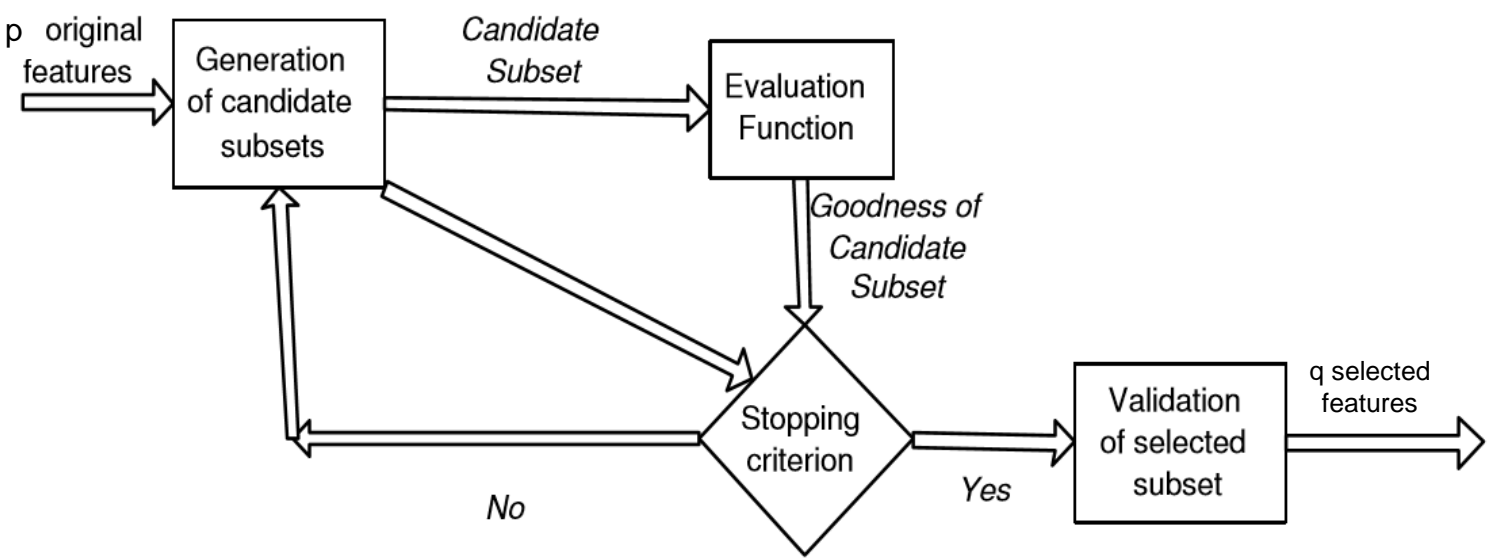 p original
features
Generation
of candidate
subsets
Candidate
Subset
Evaluation
Function
Goodness of
Candidate
Subset
Stopping
criterion
No
Yes
Validation
of selected
subset
q selected
features